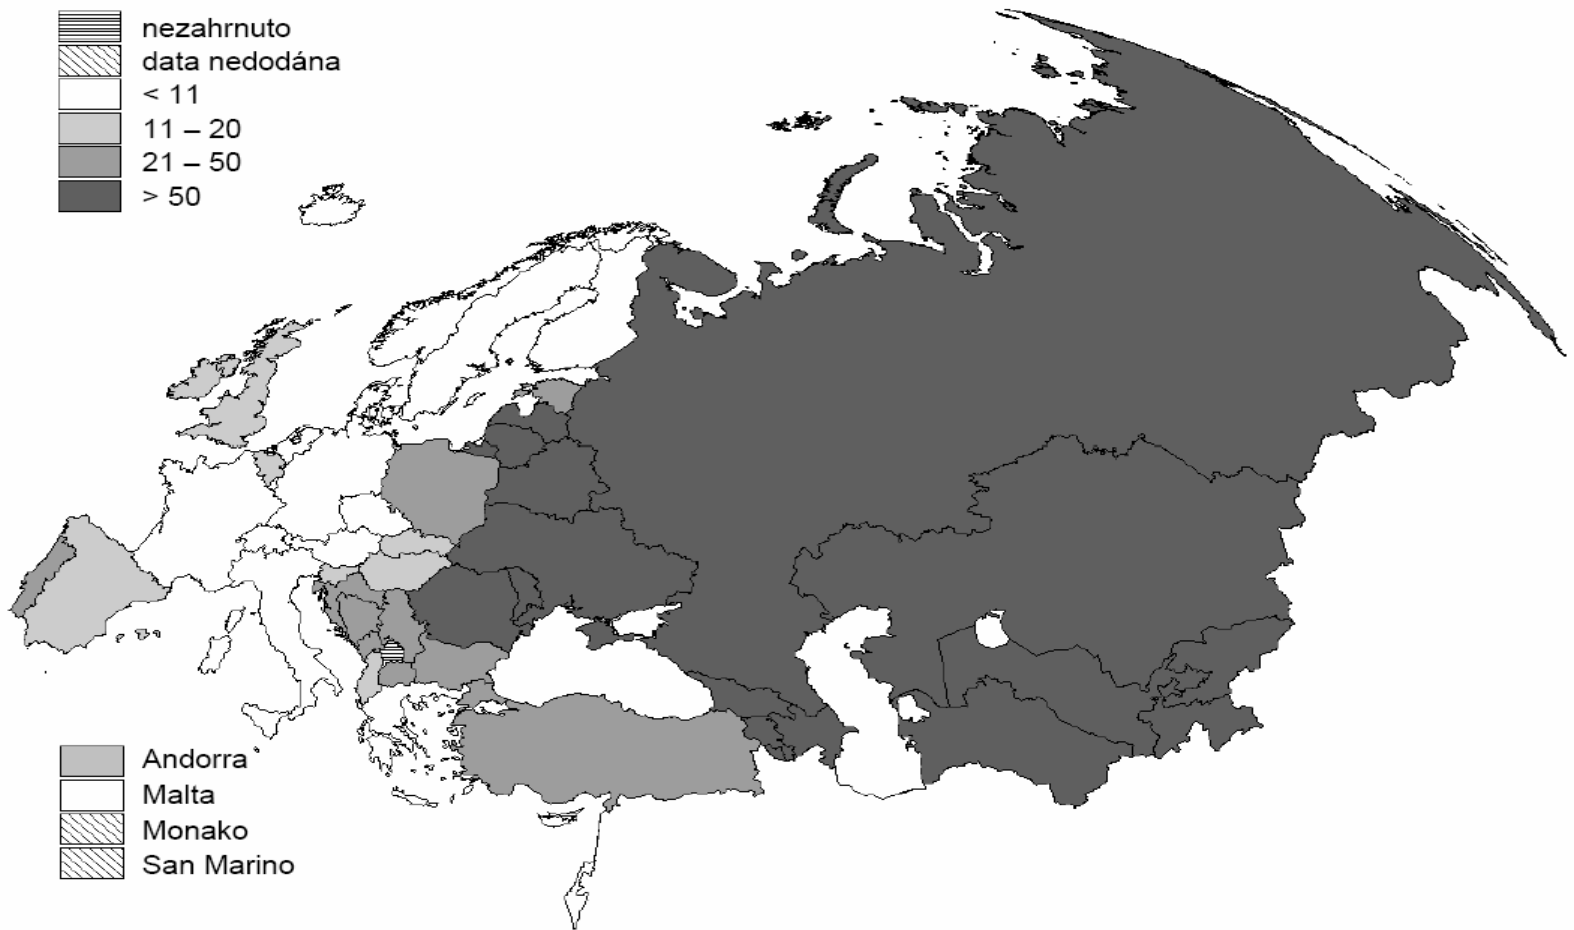 nezahrnuto
data nedodána
< 11
11 – 20
21 – 50
> 50
Andorra
Malta
Monako
San Marino